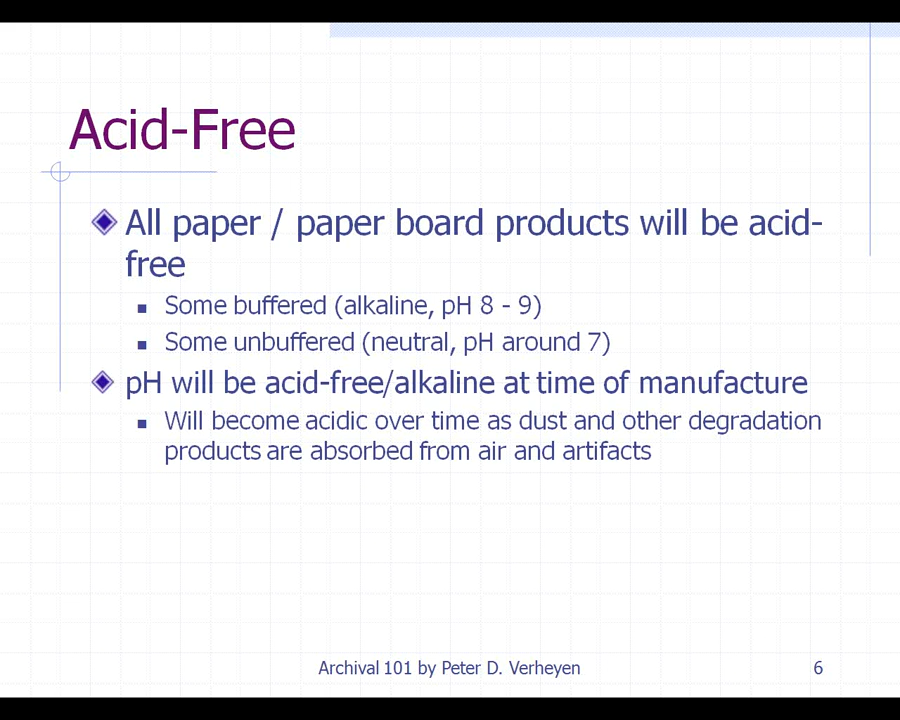 Acid-Free
All paper / paper board products will be acid-
free
Some buffered (alkaline, pH 8 - 9)
Some unbuffered (neutral, pH around 7)
pH will be acid-free/alkaline at time of manufacture
Will become acidic over time as dust and other degradation
products are absorbed from air and artifacts
Archival 101 by Peter D. Verheyen
6